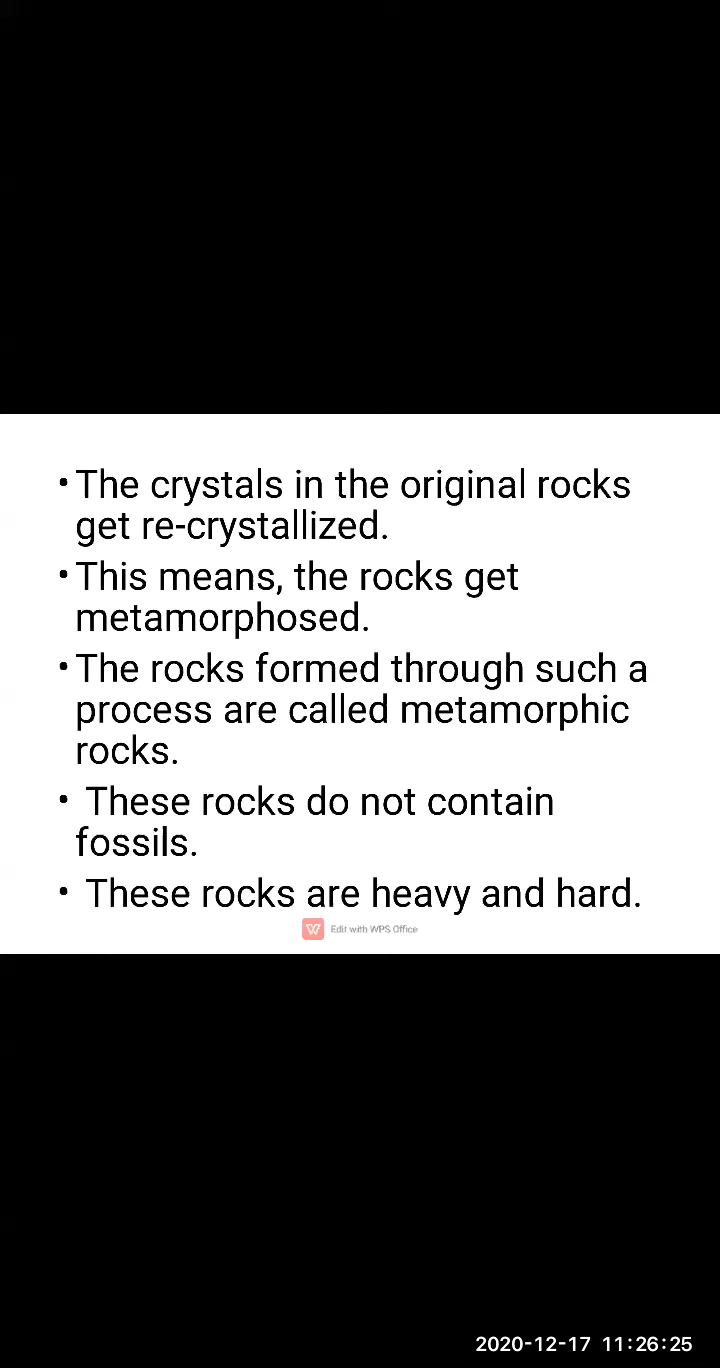 • The crystals in the original rocks
get re-crystallized.
• This means, the rocks get
metamorphosed.
• The rocks formed through such a
process are called metamorphic
rocks.
• These rocks do not contain
fossils.
• These rocks are heavy and hard.
W Edit with WPS Office
2020-12-17 11:26:25